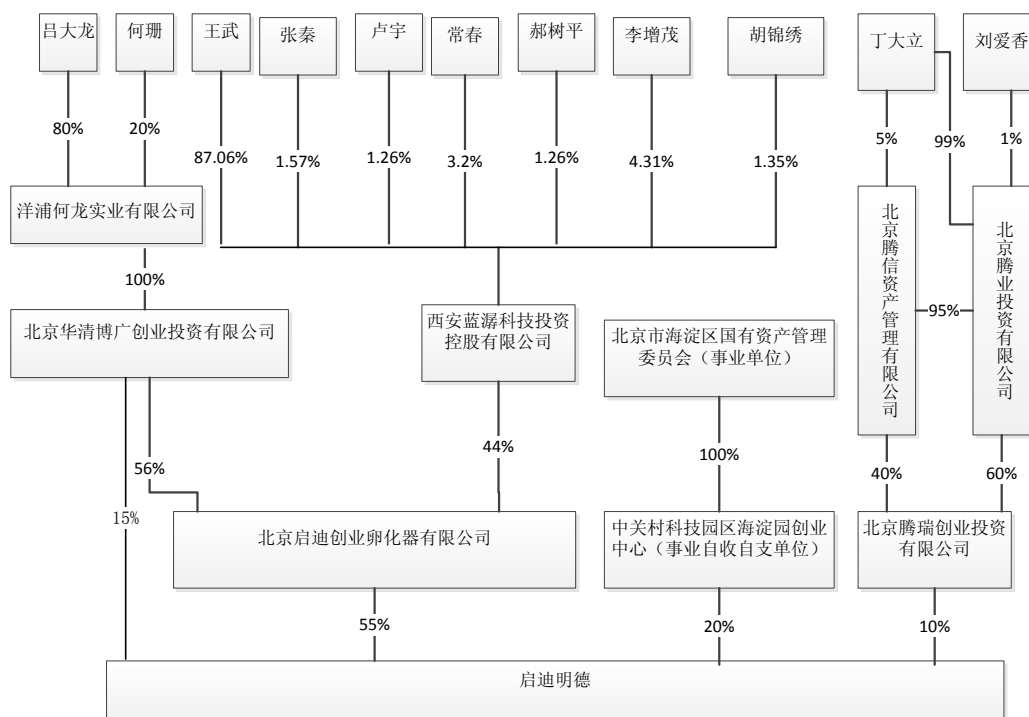 吕大龙
何珊
王武
张秦
卢宇
常春
郝树平
李增茂
胡锦绣
丁大立
刘爱香
80%
20%
87.06%
1.57%
1.26%
3.2%
1.26%
4.31%
1.35%
5%
99%
1%
洋浦何龙实业有限公司
北京腾信资产管理有限公司
北京腾业投资有限公司
100%
95%
北京华清博广创业投资有限公司
西安蓝潺科技投资
控股有限公司
北京市海淀区国有资产管理
委员会（事业单位）
56%
44%
100%
40%
60%
15%
北京启迪创业卵化器有限公司
中关村科技园区海淀园创业
中心（事业自收自支单位）
北京腾瑞创业投资
有限公司
55%
20%
10%
启迪明德